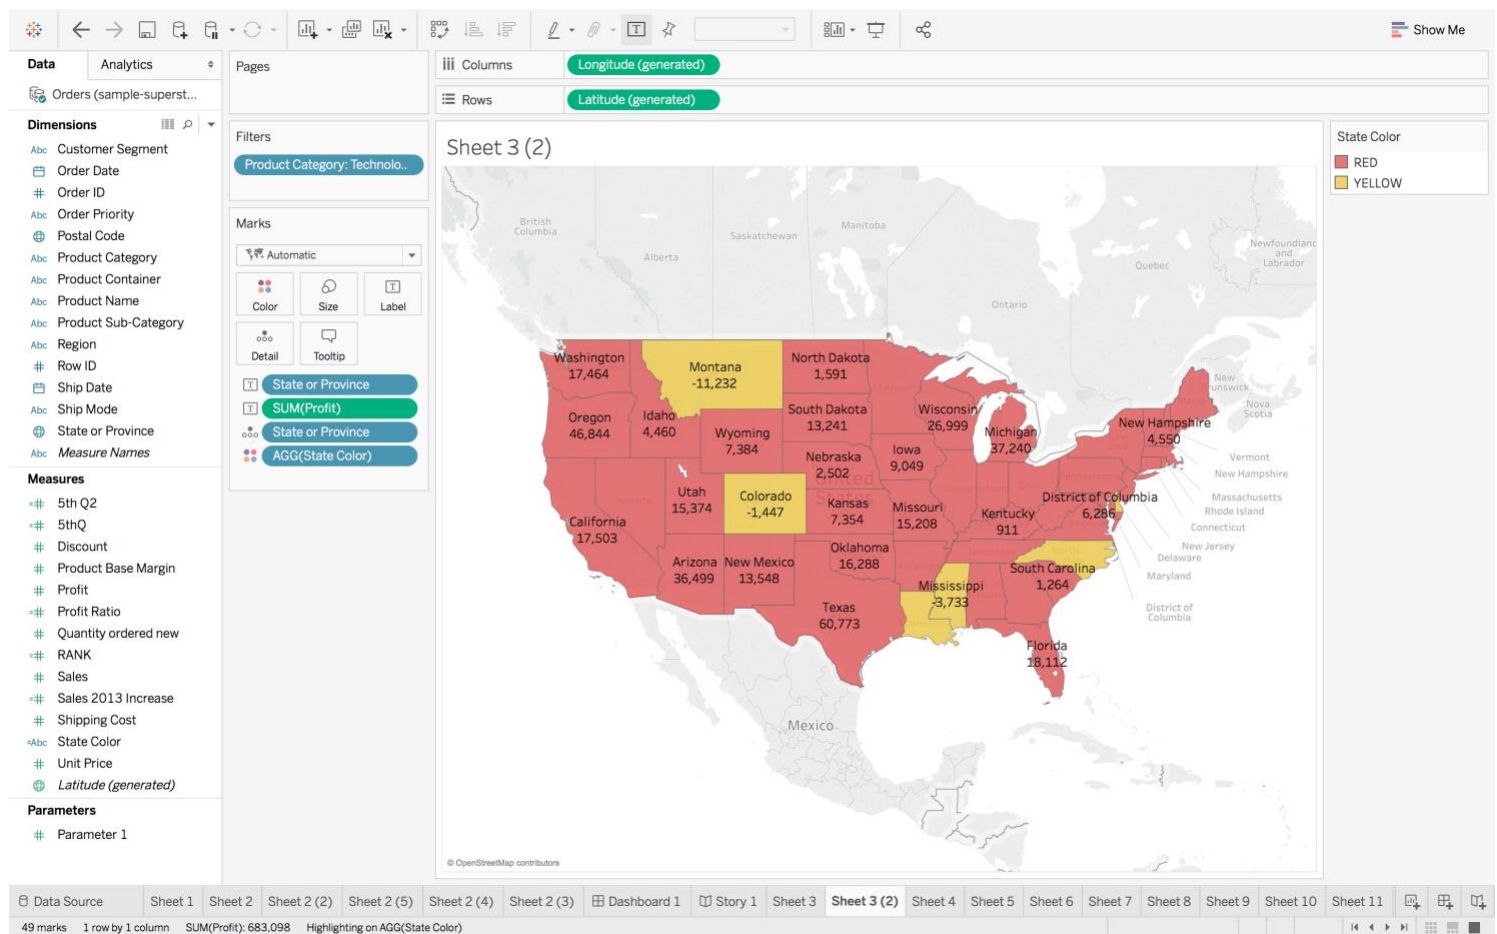 Show Me
Data
Analytics
Orders (sample-superst...
Dimensions
Customer Segment
Order Date
Order ID
Order Priority
Postal Code
Product Category
Product Container
Product Name
Product Sub-Category
Region
Row ID
Ship Date
Ship Mode
State or Province
Measure Names
Measures
5th Q2
5thQ
Discount
Product Base Margin
Profit
Profit Ratio
Quantity ordered new
RANK
Sales
Sales 2013 Increase
Shipping Cost
State Color
Unit Price
Latitude (generated)
Parameters
Parameter 1
Pages
Filters
Product Category: Technolo..
Marks
Automatic
Color
Size
Label
Detail
Tooltip
State or Province
SUM(Profit)
State or Province
AGG(State Color)
Columns
Longitude (generated)
Rows
Latitude (generated)
Sheet 3 (2)
British
Columbia
Alberta
Saskatchewan
Manitoba
Ontario
Quebec
Newfoundland
and
Labrador
Nova
Scotia
Washington
17,464
Montana
-11,232
North Dakota
1,591
Oregon
46,844
Idaho
4,460
Wyoming
7,384
South Dakota
13,241
Wisconsin
26,999
Michigan
37,240
New Hampshire
4,550
Nebraska
2,502
Iowa
9,049
Utah
15,374
Colorado
-1,447
Kansas
7,354
Missouri
15,208
Kentucky
911
District of Columbia
6,286
California
17,503
Arizona
36,499
New Mexico
13,548
Oklahoma
16,288
Mississippi
-3,733
South Carolina
1,264
Texas
60,773
Florida
18,112
Vermont
New Hampshire
Massachusetts
Rhode Island
Connecticut
New Jersey
Delaware
Maryland
District of
Columbia
Mexico
© OpenStreetMap contributors
State Color
RED
YELLOW
Data Source
Sheet 1
Sheet 2
Sheet 2 (2)
Sheet 2 (5)
Sheet 2 (4)
Sheet 2 (3)
Dashboard 1
Story 1
Sheet 3
Sheet 3 (2)
Sheet 4
Sheet 5
Sheet 6
Sheet 7
Sheet 8
Sheet 9
Sheet 10
Sheet 11
49 marks
1 row by 1 column
SUM(Profit): 683,098
Highlighting on AGG(State Color)